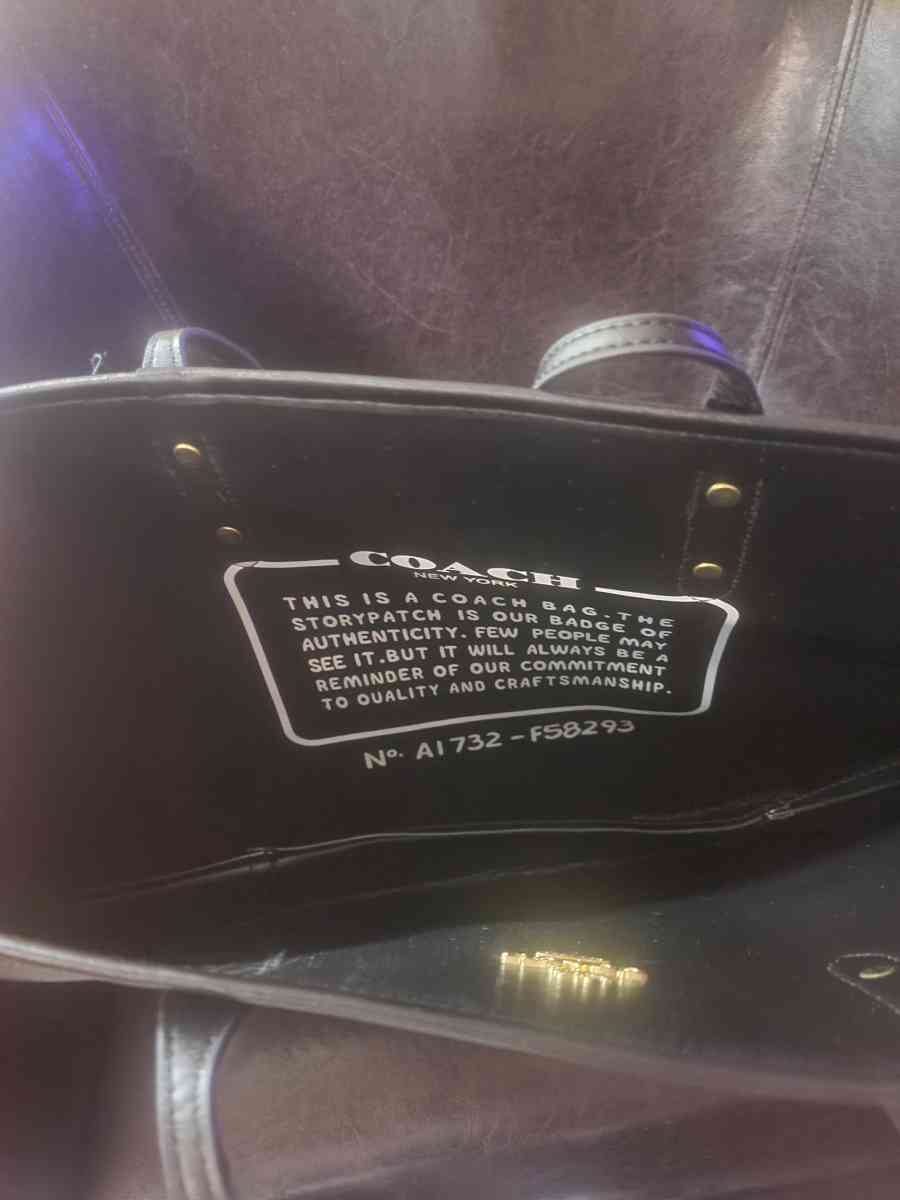 COACH
NEW YORK
THIS IS A COACH BAG. THE
STORYPATCH IS OUR BADGE OF
AUTHENTICITY. FEW PEOPLE MAY
SEE IT.BUT IT WILL ALWAYS BE A
REMINDER OF OUR COMMITMENT
TO QUALITY AND CRAFTSMANSHIP.
Nº. A1732-F58293